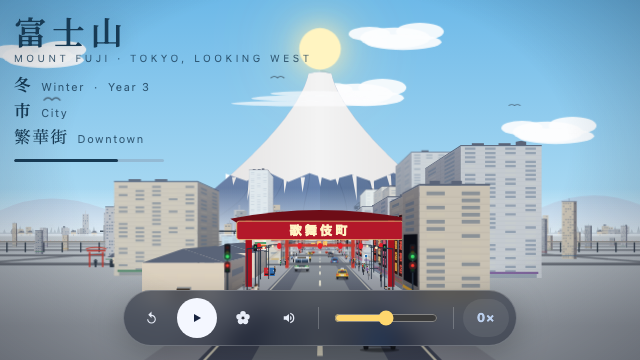 富士山
MOUNT FUJI · TOKYO, LOOKING WEST
冬 Winter · Year 3
市 City
繁華街 Downtown
歌舞伎町
0×